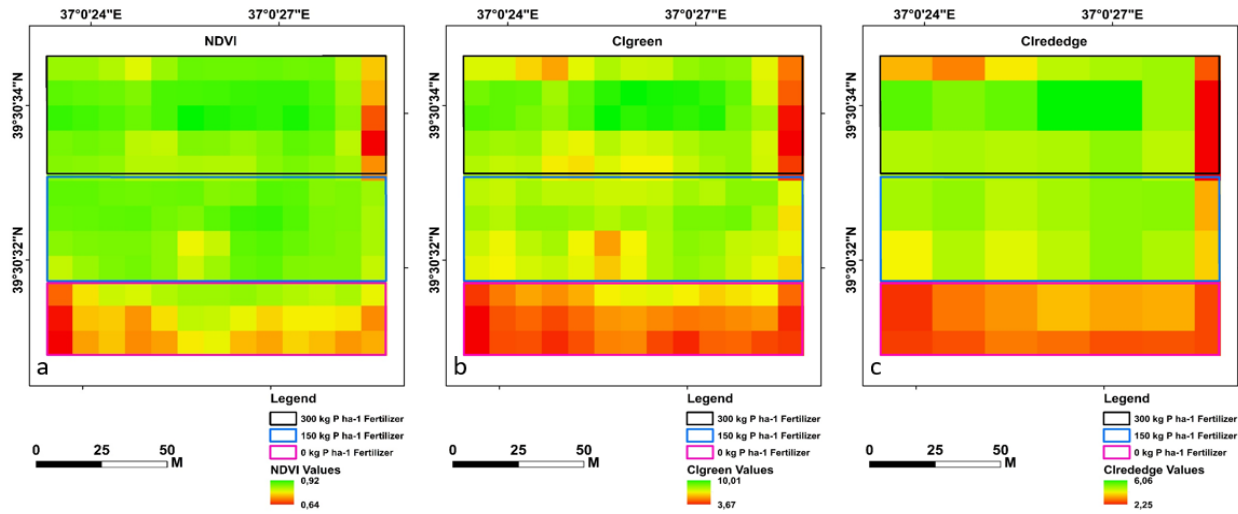 37°0'24"E 37°0'27"E
NDVI
39°30'34"N
39°30'32"N
a
Legend
300 kg P ha-1 Fertilizer
150 kg P ha-1 Fertilizer
0 kg P ha-1 Fertilizer
0 25 50
M
NDVI Values
0,92
0,64
37°0'24"E 37°0'27"E
CIgreen
39°30'34"N
39°30'32"N
b
Legend
300 kg P ha-1 Fertilizer
150 kg P ha-1 Fertilizer
0 kg P ha-1 Fertilizer
0 25 50
M
CIgreen Values
10,01
3,67
37°0'24"E 37°0'27"E
CIrededge
39°30'34"N
39°30'32"N
c
Legend
300 kg P ha-1 Fertilizer
150 kg P ha-1 Fertilizer
0 kg P ha-1 Fertilizer
0 25 50
M
CIrededge Values
6,06
2,25